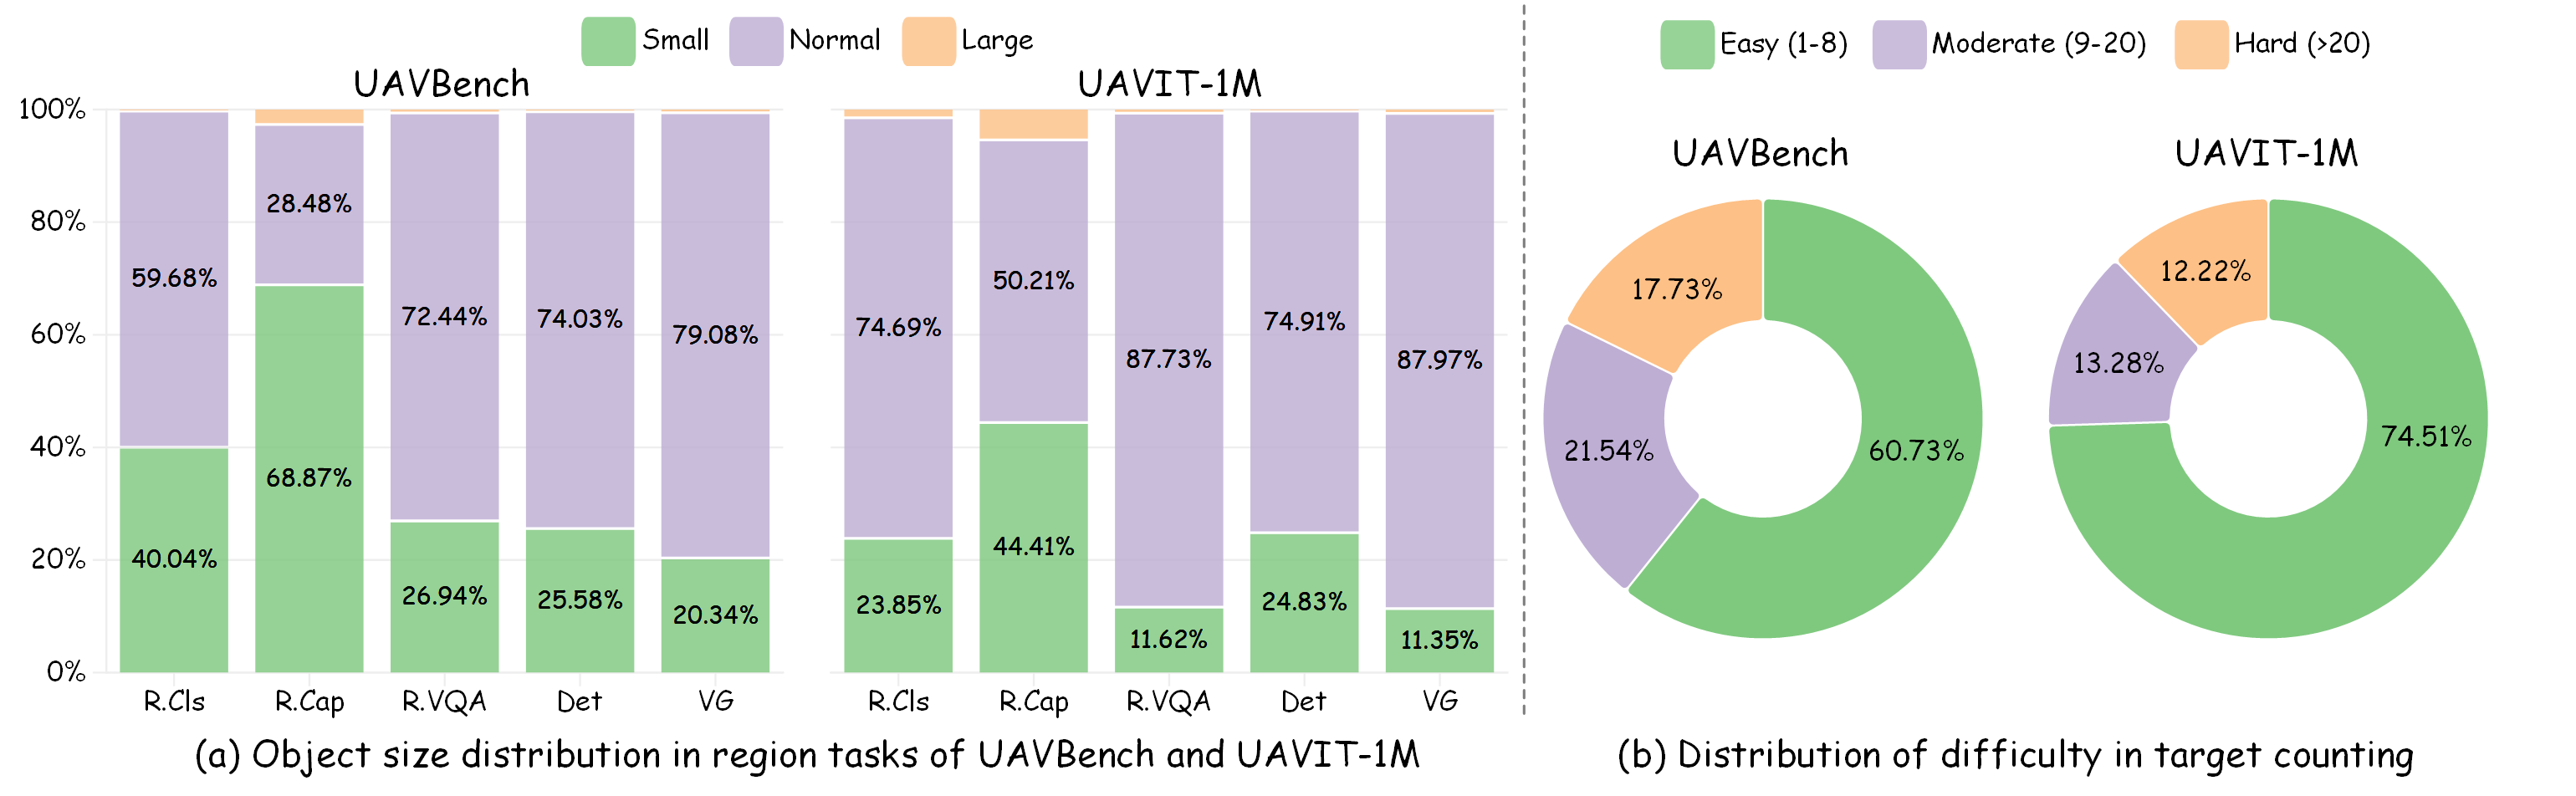 Small Normal Large
UAVBench UAVIT-1M
100%
80%
60%
40%
20%
0%
59.68% 28.48% 72.44% 74.03% 79.08%
40.04% 68.87% 26.94% 25.58% 20.34%
R.Cls R.Cap R.VQA Det VG
74.69% 50.21% 87.73% 74.91% 87.97%
23.85% 44.41% 11.62% 24.83% 11.35%
R.Cls R.Cap R.VQA Det VG
(a) Object size distribution in region tasks of UAVBench and UAVIT-1M
Easy (1-8) Moderate (9-20) Hard (>20)
UAVBench
17.73%
21.54%
60.73%
UAVIT-1M
12.22%
13.28%
74.51%
(b) Distribution of difficulty in target counting